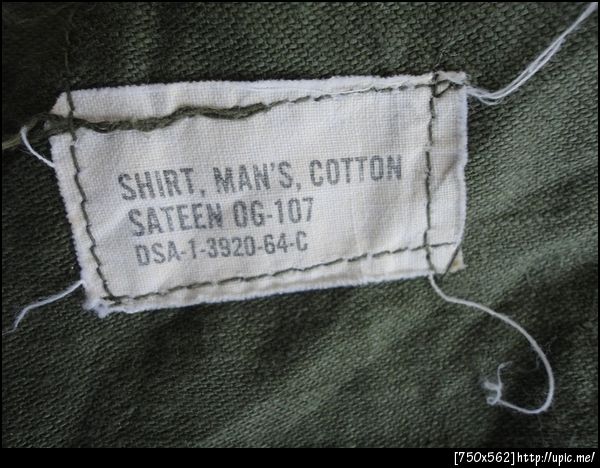 SHIRT, MAN'S, COTTON
SATEEN OG-107
DSA-1-3920-64-C
[750x562]http://upic.me/